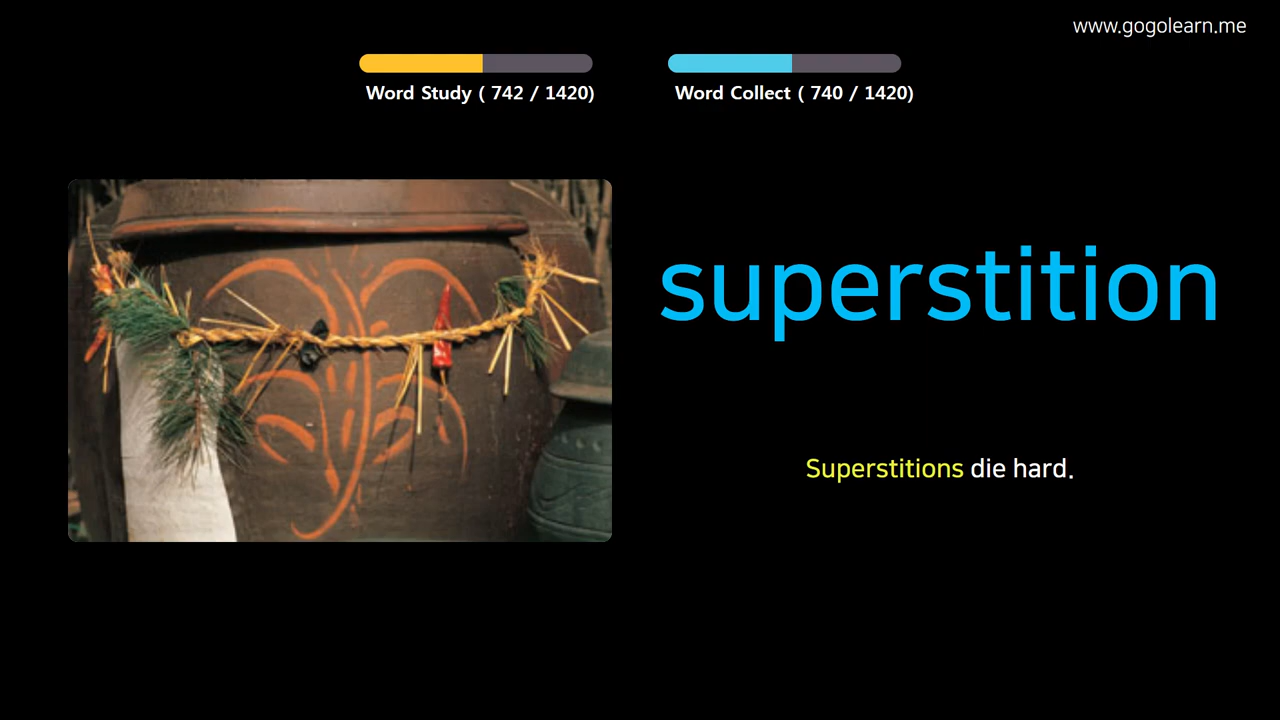 www.gogolearn.me
Word Study ( 742 / 1420)
Word Collect ( 740 / 1420)
superstition
Superstitions die hard.